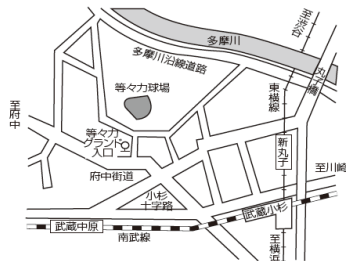 至渋谷
多摩川
多摩川沿線道路
丸子橋
至府中
等々力球場
東横線
等々力
グランド
入口
新丸子
至川崎
府中街道
小杉
十字路
武蔵小杉
武蔵中原
南武線
至横浜